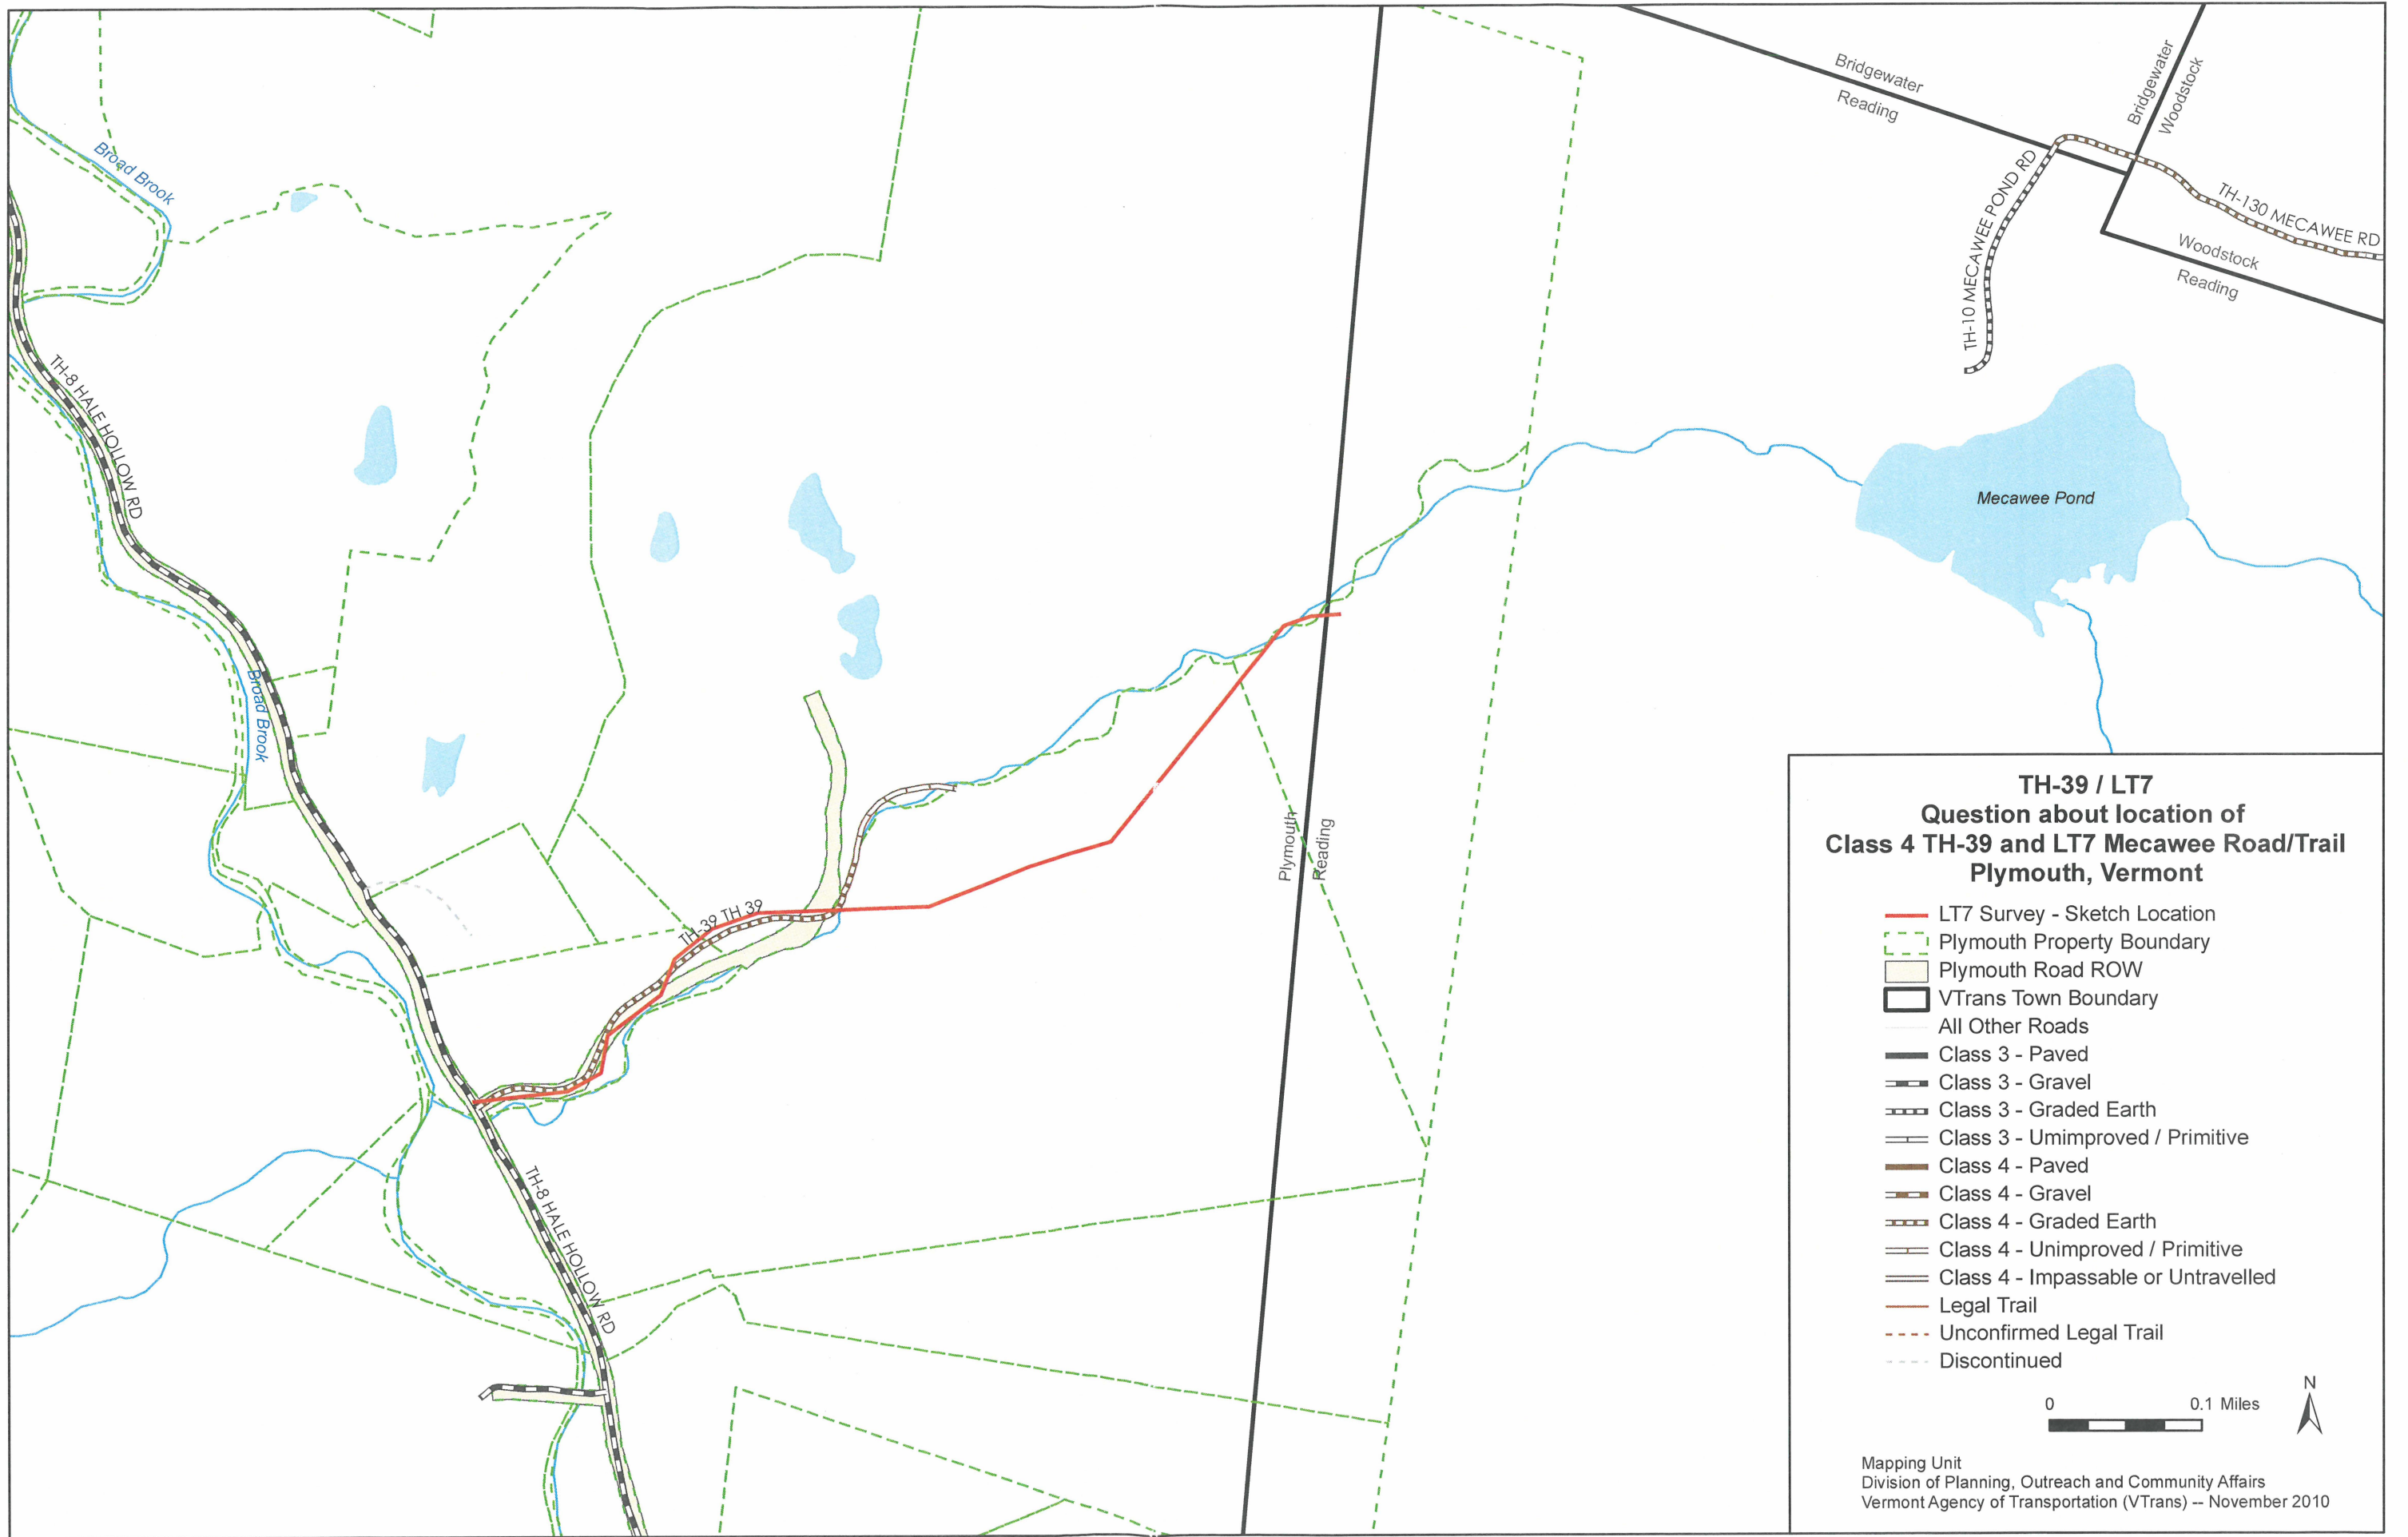 Bridgewater
Reading
Bridgewater
Woodstock
Broad Brook
TH-10 MECAWEE POND RD
TH-130 MECAWEE RD
Woodstock
Reading
TH-8 HALE HOLLOW RD
Mecawee Pond
Broad Brook
Plymouth
Reading
TH-39 TH 39
TH-8 HALE HOLLOW RD
TH-39 / LT7
Question about location of
Class 4 TH-39 and LT7 Mecawee Road/Trail
Plymouth, Vermont
LT7 Survey - Sketch Location
Plymouth Property Boundary
Plymouth Road ROW
VTrans Town Boundary
All Other Roads
Class 3 - Paved
Class 3 - Gravel
Class 3 - Graded Earth
Class 3 - Umimproved / Primitive
Class 4 - Paved
Class 4 - Gravel
Class 4 - Graded Earth
Class 4 - Unimproved / Primitive
Class 4 - Impassable or Untravelled
Legal Trail
Unconfirmed Legal Trail
Discontinued
N
0 0.1 Miles
Mapping Unit
Division of Planning, Outreach and Community Affairs
Vermont Agency of Transportation (VTrans) -- November 2010